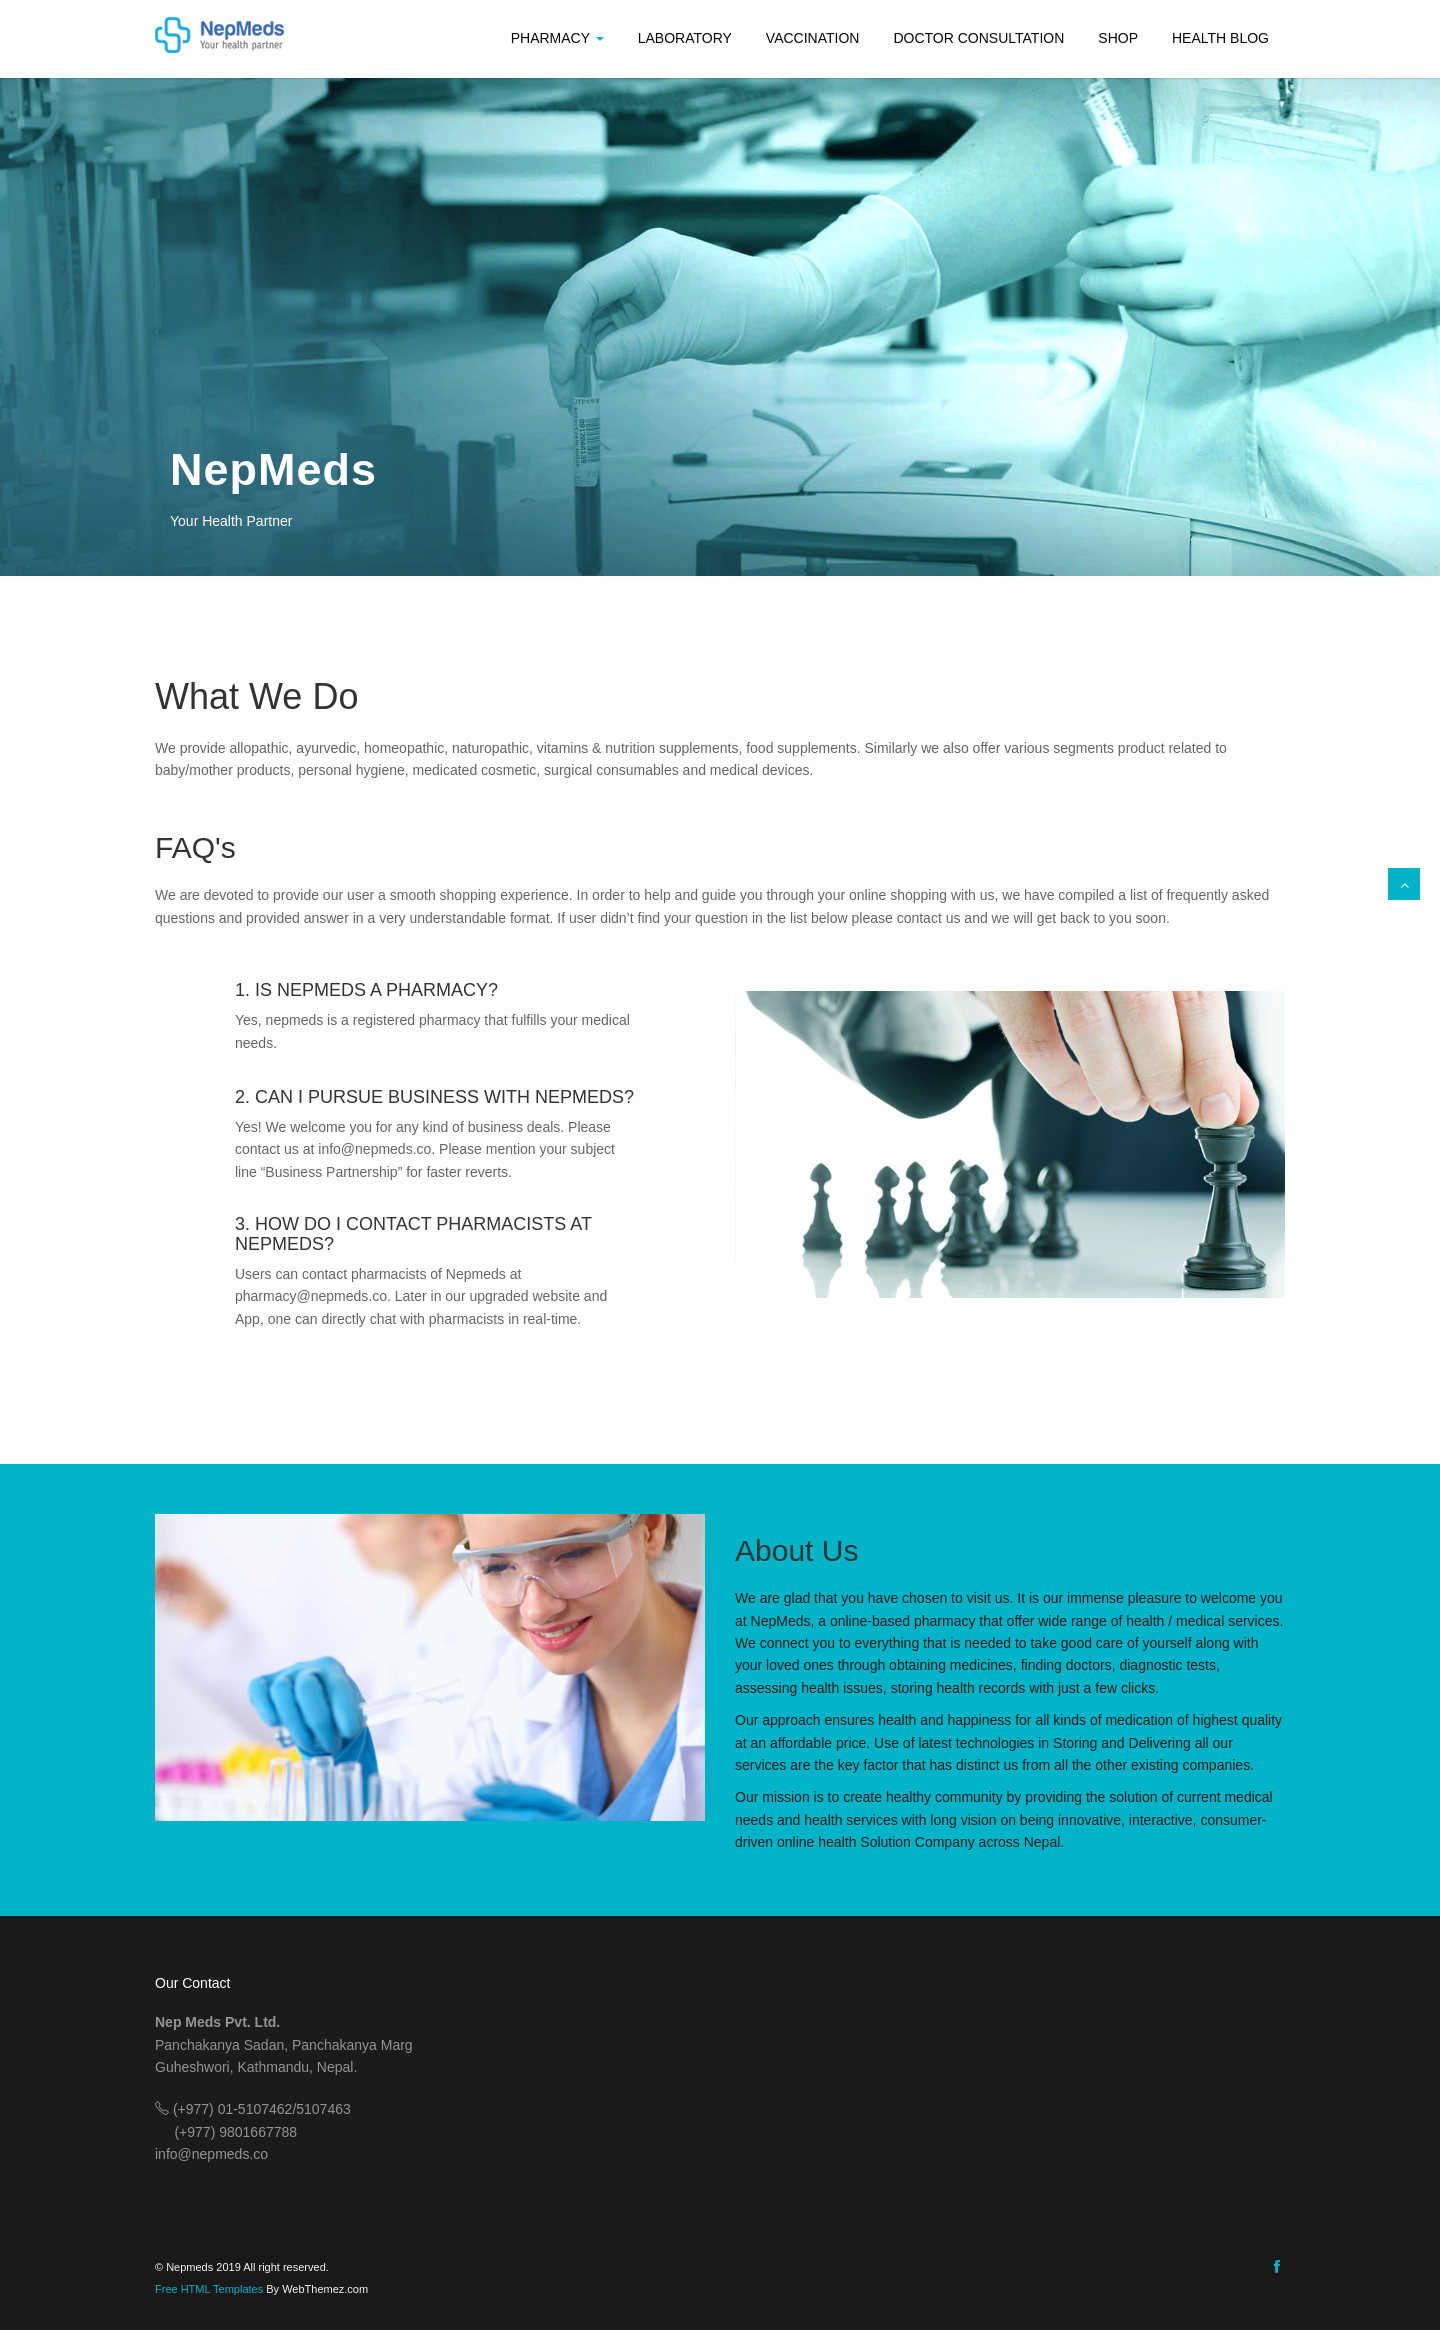 NepMeds
Your health partner
PHARMACY
LABORATORY
VACCINATION
DOCTOR CONSULTATION
SHOP
HEALTH BLOG
NepMeds
Your Health Partner
What We Do
We provide allopathic, ayurvedic, homeopathic, naturopathic, vitamins & nutrition supplements, food supplements. Similarly we also offer various segments product related to
baby/mother products, personal hygiene, medicated cosmetic, surgical consumables and medical devices.
FAQ's
We are devoted to provide our user a smooth shopping experience. In order to help and guide you through your online shopping with us, we have compiled a list of frequently asked
questions and provided answer in a very understandable format. If user didn’t find your question in the list below please contact us and we will get back to you soon.
1. IS NEPMEDS A PHARMACY?
Yes, nepmeds is a registered pharmacy that fulfills your medical
needs.
2. CAN I PURSUE BUSINESS WITH NEPMEDS?
Yes! We welcome you for any kind of business deals. Please
contact us at info@nepmeds.co. Please mention your subject
line “Business Partnership” for faster reverts.
3. HOW DO I CONTACT PHARMACISTS AT
NEPMEDS?
Users can contact pharmacists of Nepmeds at
pharmacy@nepmeds.co. Later in our upgraded website and
App, one can directly chat with pharmacists in real-time.
About Us
We are glad that you have chosen to visit us. It is our immense pleasure to welcome you
at NepMeds, a online-based pharmacy that offer wide range of health / medical services.
We connect you to everything that is needed to take good care of yourself along with
your loved ones through obtaining medicines, finding doctors, diagnostic tests,
assessing health issues, storing health records with just a few clicks.
Our approach ensures health and happiness for all kinds of medication of highest quality
at an affordable price. Use of latest technologies in Storing and Delivering all our
services are the key factor that has distinct us from all the other existing companies.
Our mission is to create healthy community by providing the solution of current medical
needs and health services with long vision on being innovative, interactive, consumer-
driven online health Solution Company across Nepal.
Our Contact
Nep Meds Pvt. Ltd.
Panchakanya Sadan, Panchakanya Marg
Guheshwori, Kathmandu, Nepal.
(+977) 01-5107462/5107463
(+977) 9801667788
info@nepmeds.co
© Nepmeds 2019 All right reserved.
Free HTML Templates By WebThemez.com